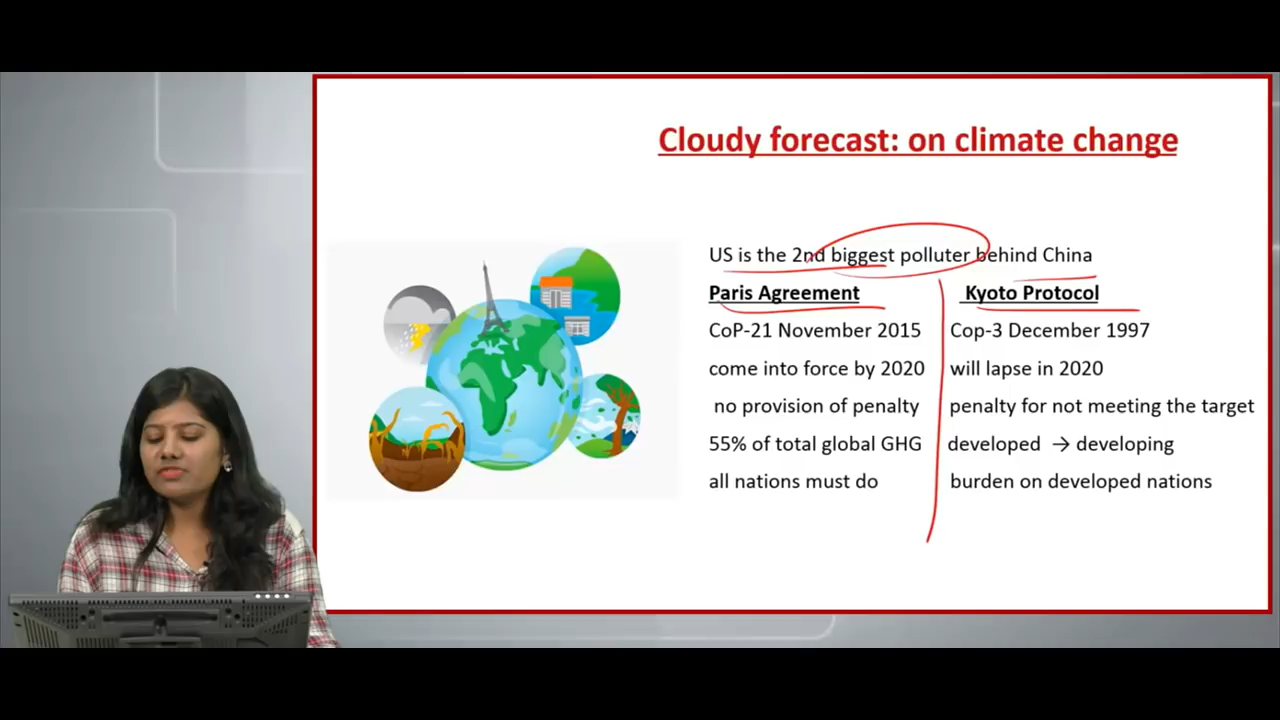 Cloudy forecast: on climate change
US is the 2nd biggest polluter behind China
Paris Agreement Kyoto Protocol
CoP-21 November 2015 Cop-3 December 1997
come into force by 2020 will lapse in 2020
no provision of penalty penalty for not meeting the target
55% of total global GHG developed → developing
all nations must do burden on developed nations